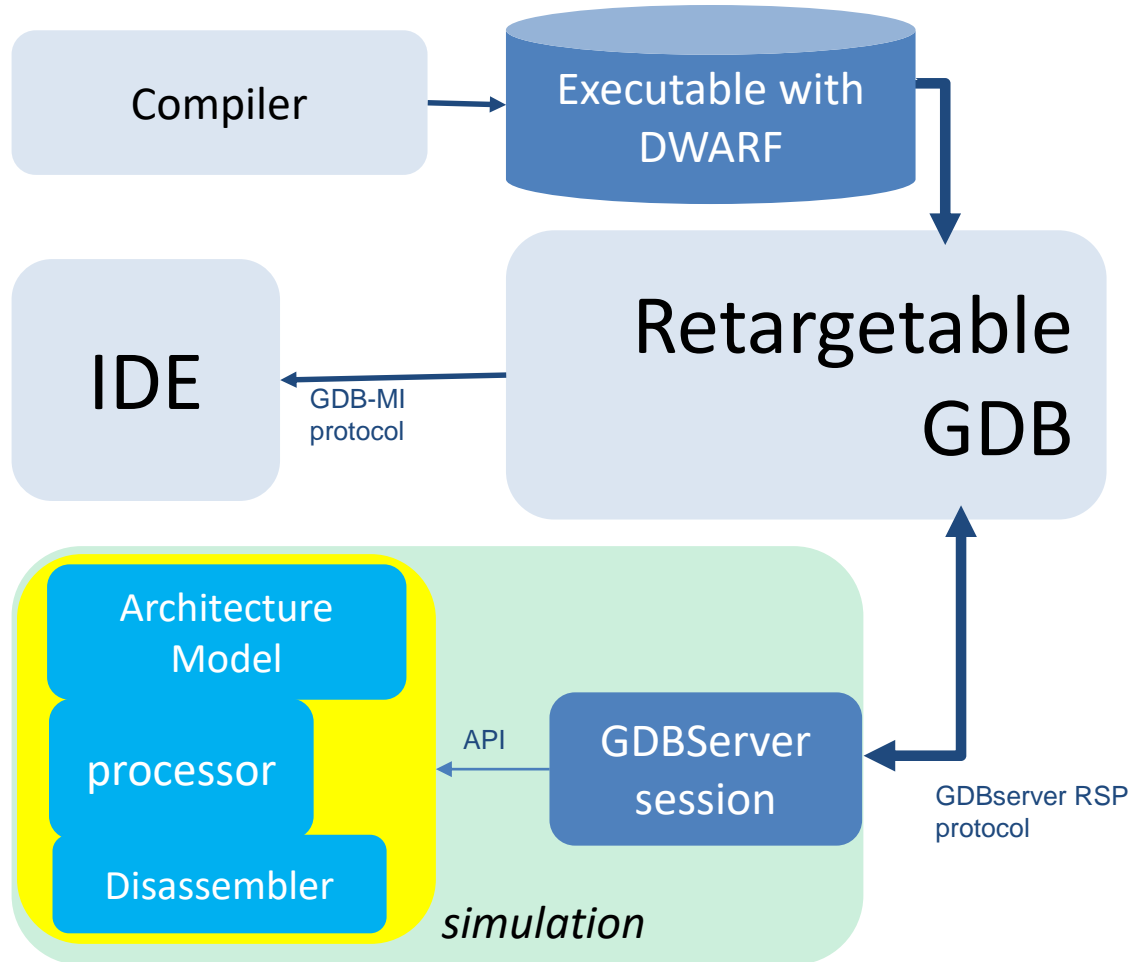 Compiler
Executable with
DWARF
IDE
GDB-MI
protocol
Retargetable
GDB
Architecture
Model
processor
Disassembler
API
GDBServer
session
GDBserver RSP
protocol
simulation